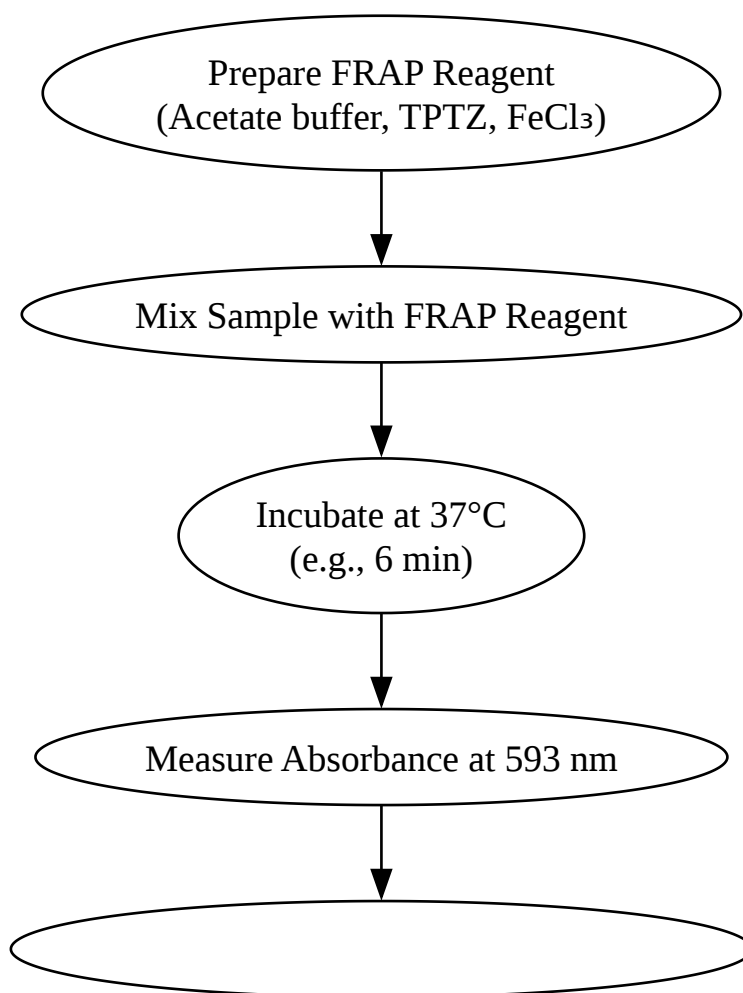 Prepare FRAP Reagent
(Acetate buffer, TPTZ, FeCl₃)
Mix Sample with FRAP Reagent
Incubate at 37°C
(e.g., 6 min)
Measure Absorbance at 593 nm